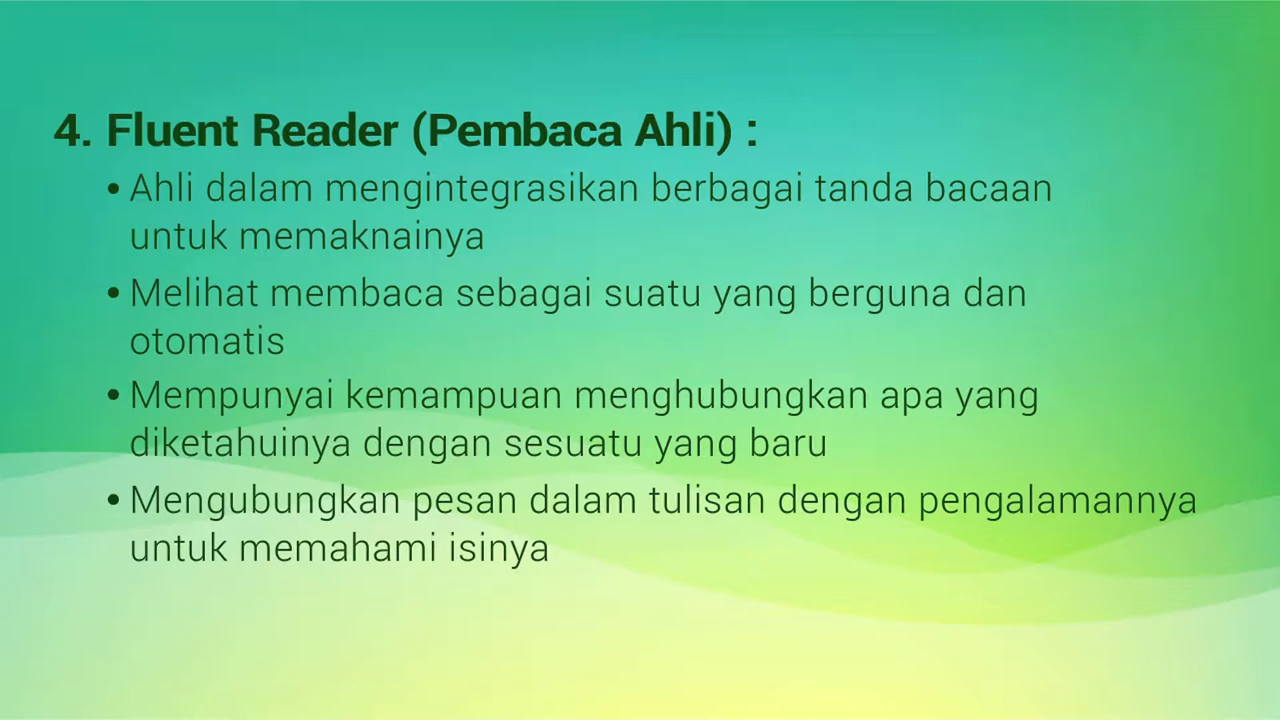 4. Fluent Reader (Pembaca Ahli) :
• Ahli dalam mengintegrasikan berbagai tanda bacaan
untuk memaknainya
• Melihat membaca sebagai suatu yang berguna dan
otomatis
• Mempunyai kemampuan menghubungkan apa yang
diketahuinya dengan sesuatu yang baru
• Mengubungkan pesan dalam tulisan dengan pengalamannya
untuk memahami isinya